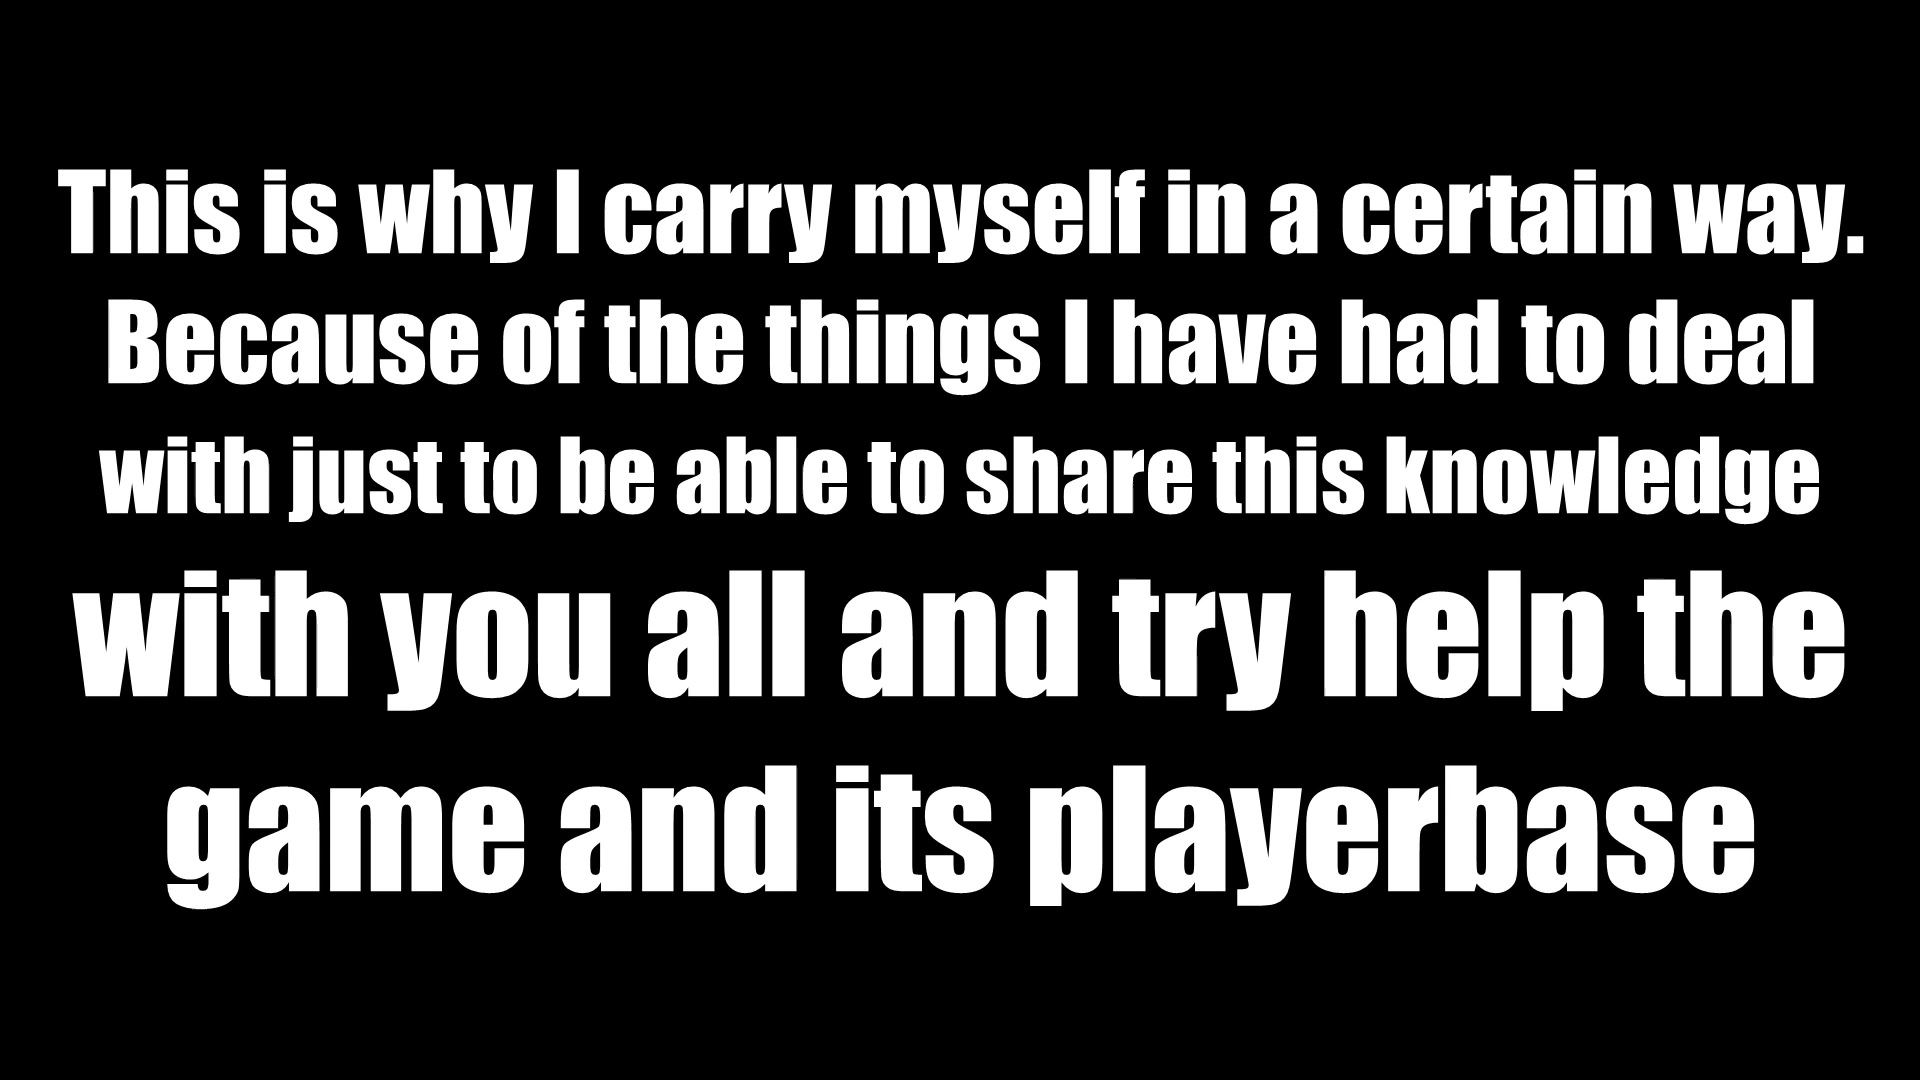 This is why I carry myself in a certain way.
Because of the things I have had to deal
with just to be able to share this knowledge
with you all and try help the
game and its playerbase